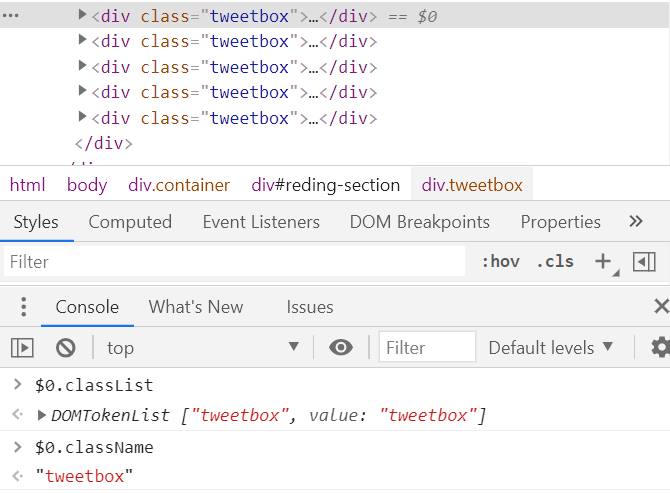 … ▶<div class="tweetbox">…</div> == $0
▶<div class="tweetbox">…</div>
▶<div class="tweetbox">…</div>
▶<div class="tweetbox">…</div>
▶<div class="tweetbox">…</div>
</div>
html body div.container div#reding-section div.tweetbox
Styles Computed Event Listeners DOM Breakpoints Properties »
Filter :hov .cls +
Console What's New Issues
top ▼ Filter Default levels ▼
> $0.classList
<· ▶DOMTokenList ["tweetbox", value: "tweetbox"]
> $0.className
<· "tweetbox"